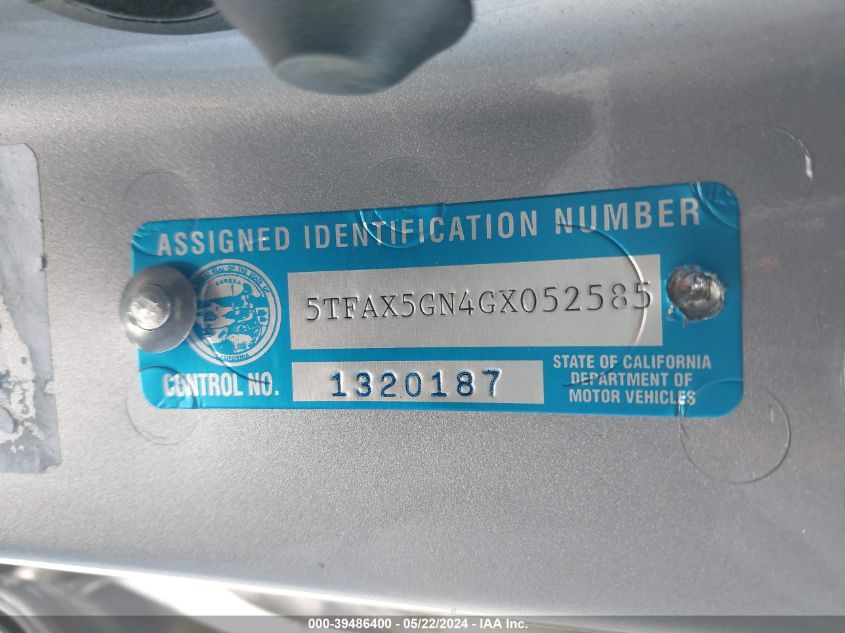 ASSIGNED IDENTIFICATION NUMBER
EUREKA
5TFAX5GN4GX052585
CONTROL NO.
1320187
STATE OF CALIFORNIA
DEPARTMENT OF
MOTOR VEHICLES
000-39486400 - 05/22/2024 - IAA Inc.